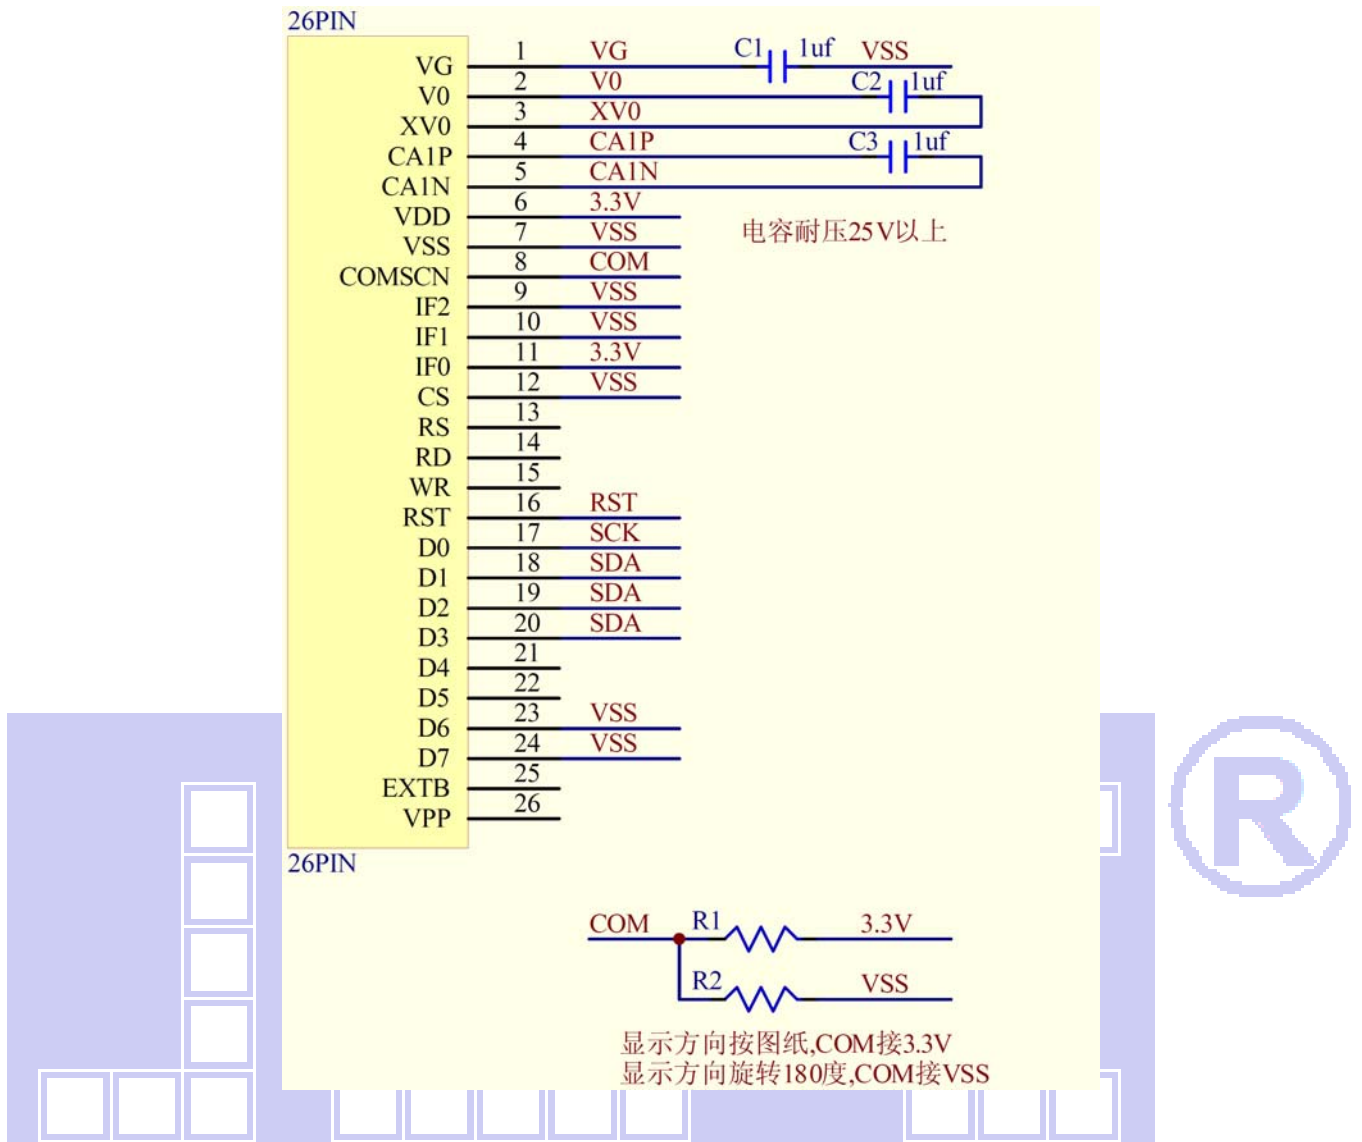 26PIN
VG 1 VG C1 1uf VSS
V0 2 V0 C2 1uf
XV0 3 XV0
CA1P 4 CA1P C3 1uf
CA1N 5 CA1N
VDD 6 3.3V
VSS 7 VSS 电容耐压25V以上
COMSCN 8 COM
IF2 9 VSS
IF1 10 VSS
IF0 11 3.3V
CS 12 VSS
RS 13
RD 14
WR 15
RST 16 RST
D0 17 SCK
D1 18 SDA
D2 19 SDA
D3 20 SDA
D4 21
D5 22
D6 23 VSS
D7 24 VSS
EXTB 25
VPP 26
26PIN
®
COM R1 3.3V
R2 VSS
显示方向按图纸,COM接3.3V
显示方向旋转180度,COM接VSS